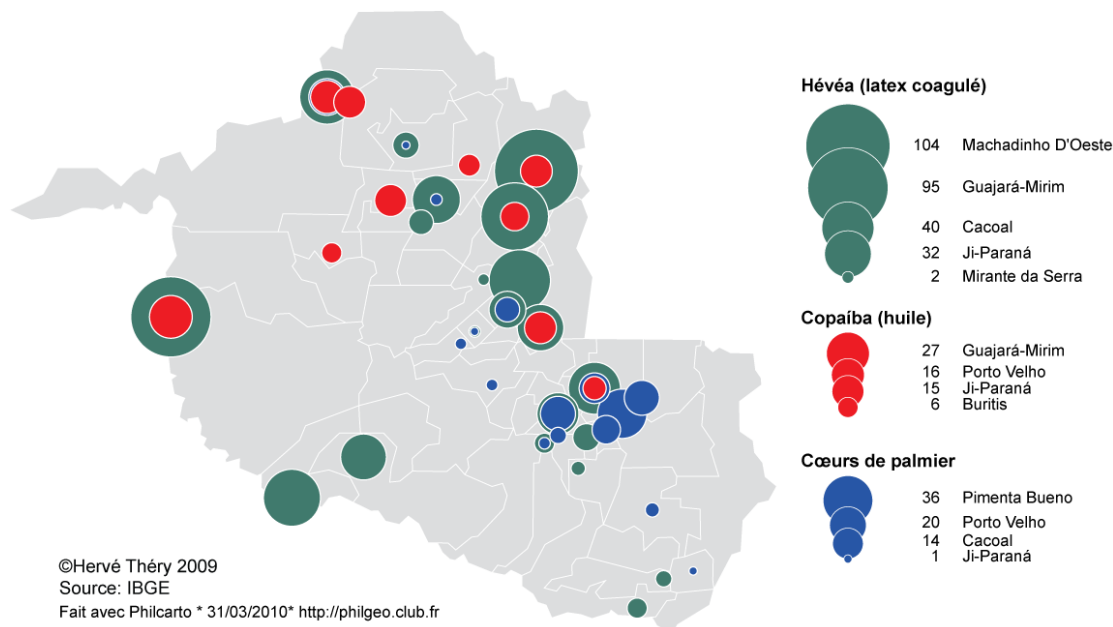 Hévéa (latex coagulé)
104 Machadinho D'Oeste
95 Guajará-Mirim
40 Cacoal
32 Ji-Paraná
2 Mirante da Serra
Copaíba (huile)
27 Guajará-Mirim
16 Porto Velho
15 Ji-Paraná
6 Buritis
Cœurs de palmier
36 Pimenta Bueno
20 Porto Velho
14 Cacoal
1 Ji-Paraná
©Hervé Théry 2009
Source: IBGE
Fait avec Philcarto * 31/03/2010* http://philgeo.club.fr